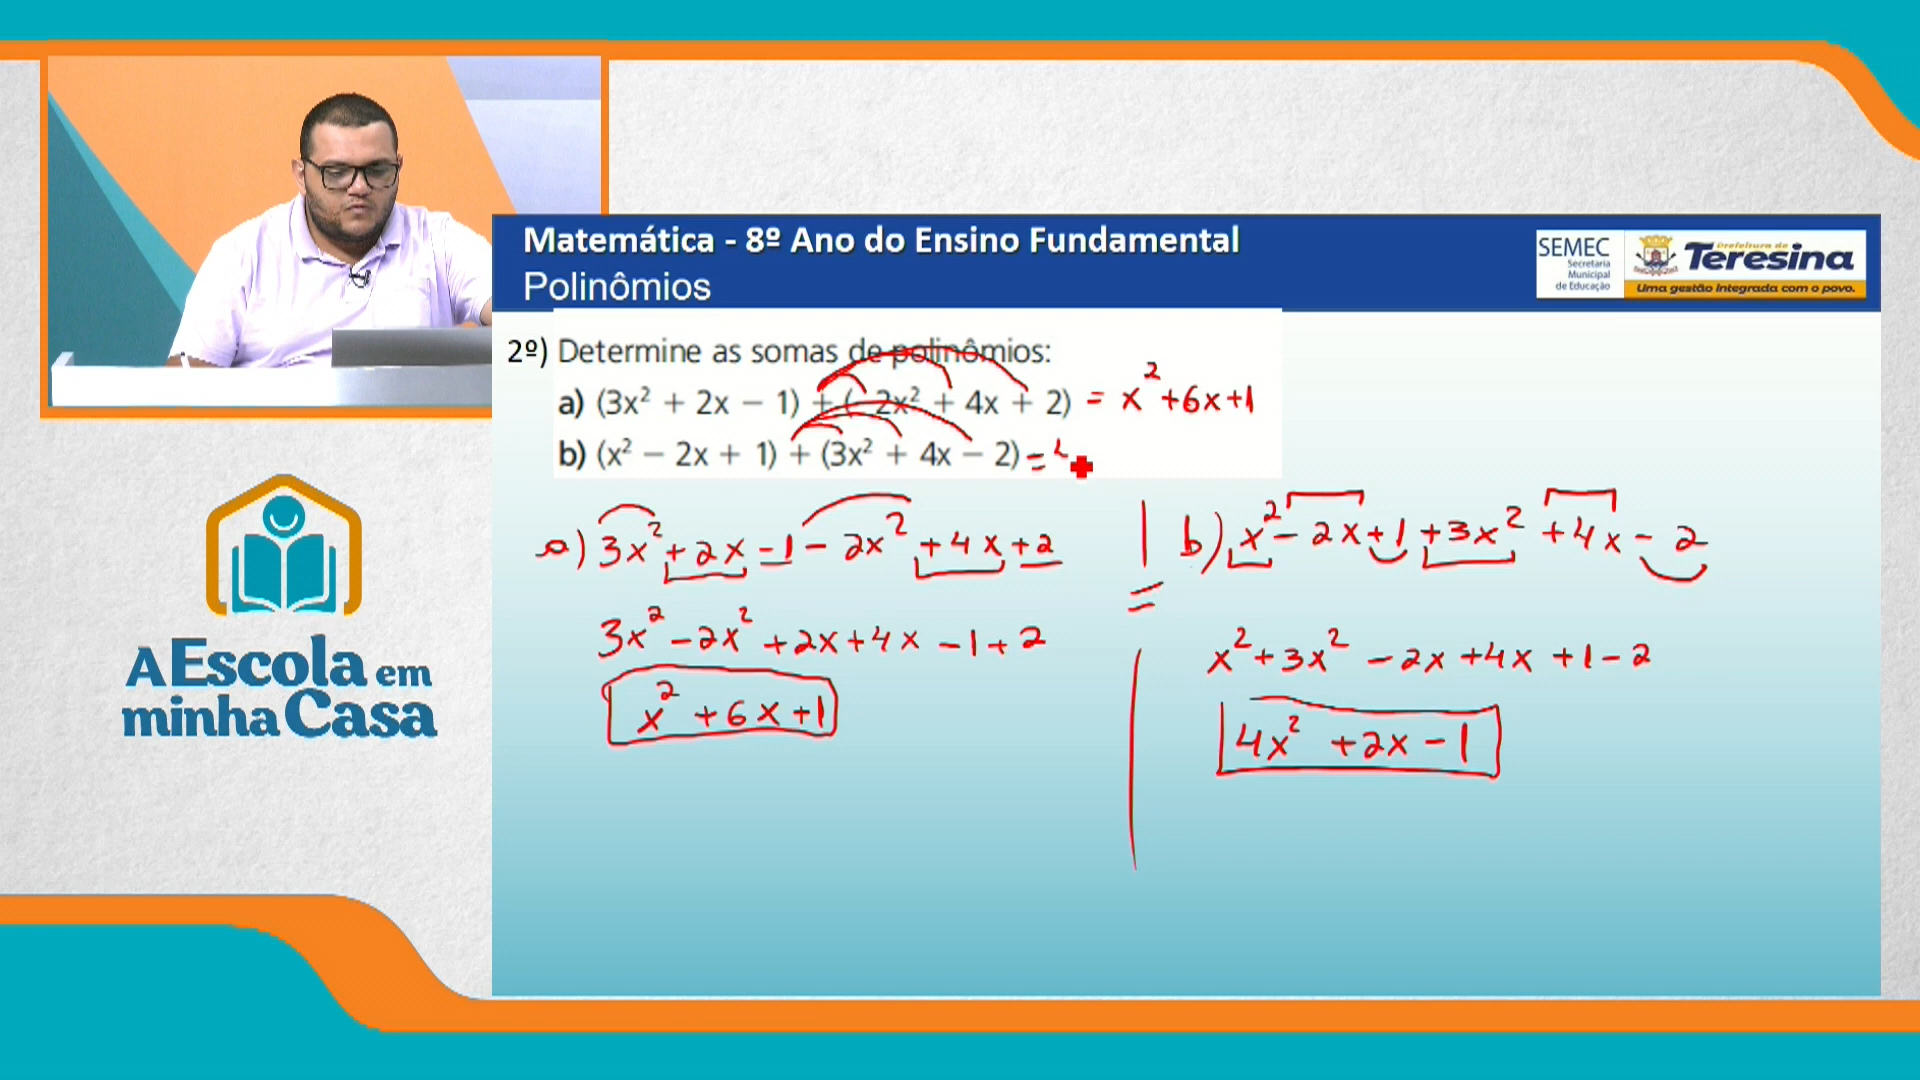 Matemática - 8º Ano do Ensino Fundamental
Polinômios
SEMEC
Secretaria
Municipal
de Educação
Prefeitura de
Teresina
Uma gestão integrada com o povo.
2º) Determine as somas de polinômios:
a) (3x² + 2x − 1) + (− 2x² + 4x + 2) = x² + 6x + 1
b) (x² − 2x + 1) + (3x² + 4x − 2) =
a) 3x² + 2x − 1 − 2x² + 4x + 2
3x² − 2x² + 2x + 4x − 1 + 2
x² + 6x + 1
b) x² − 2x + 1 + 3x² + 4x − 2
x² + 3x² − 2x + 4x + 1 − 2
4x² + 2x − 1
A Escola em
minha Casa